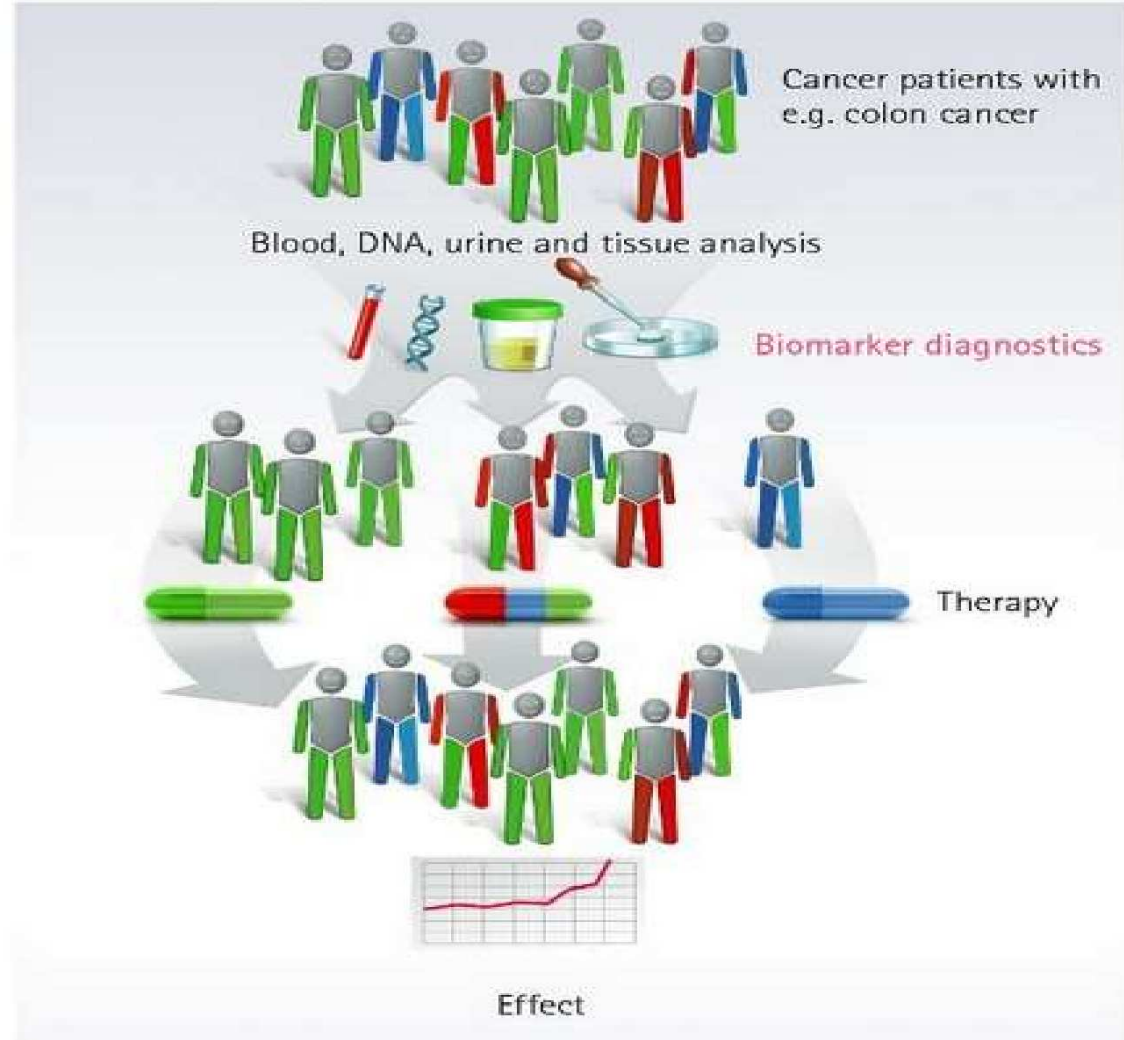 Cancer patients with
e.g. colon cancer
Blood, DNA, urine and tissue analysis
Biomarker diagnostics
Therapy
Effect